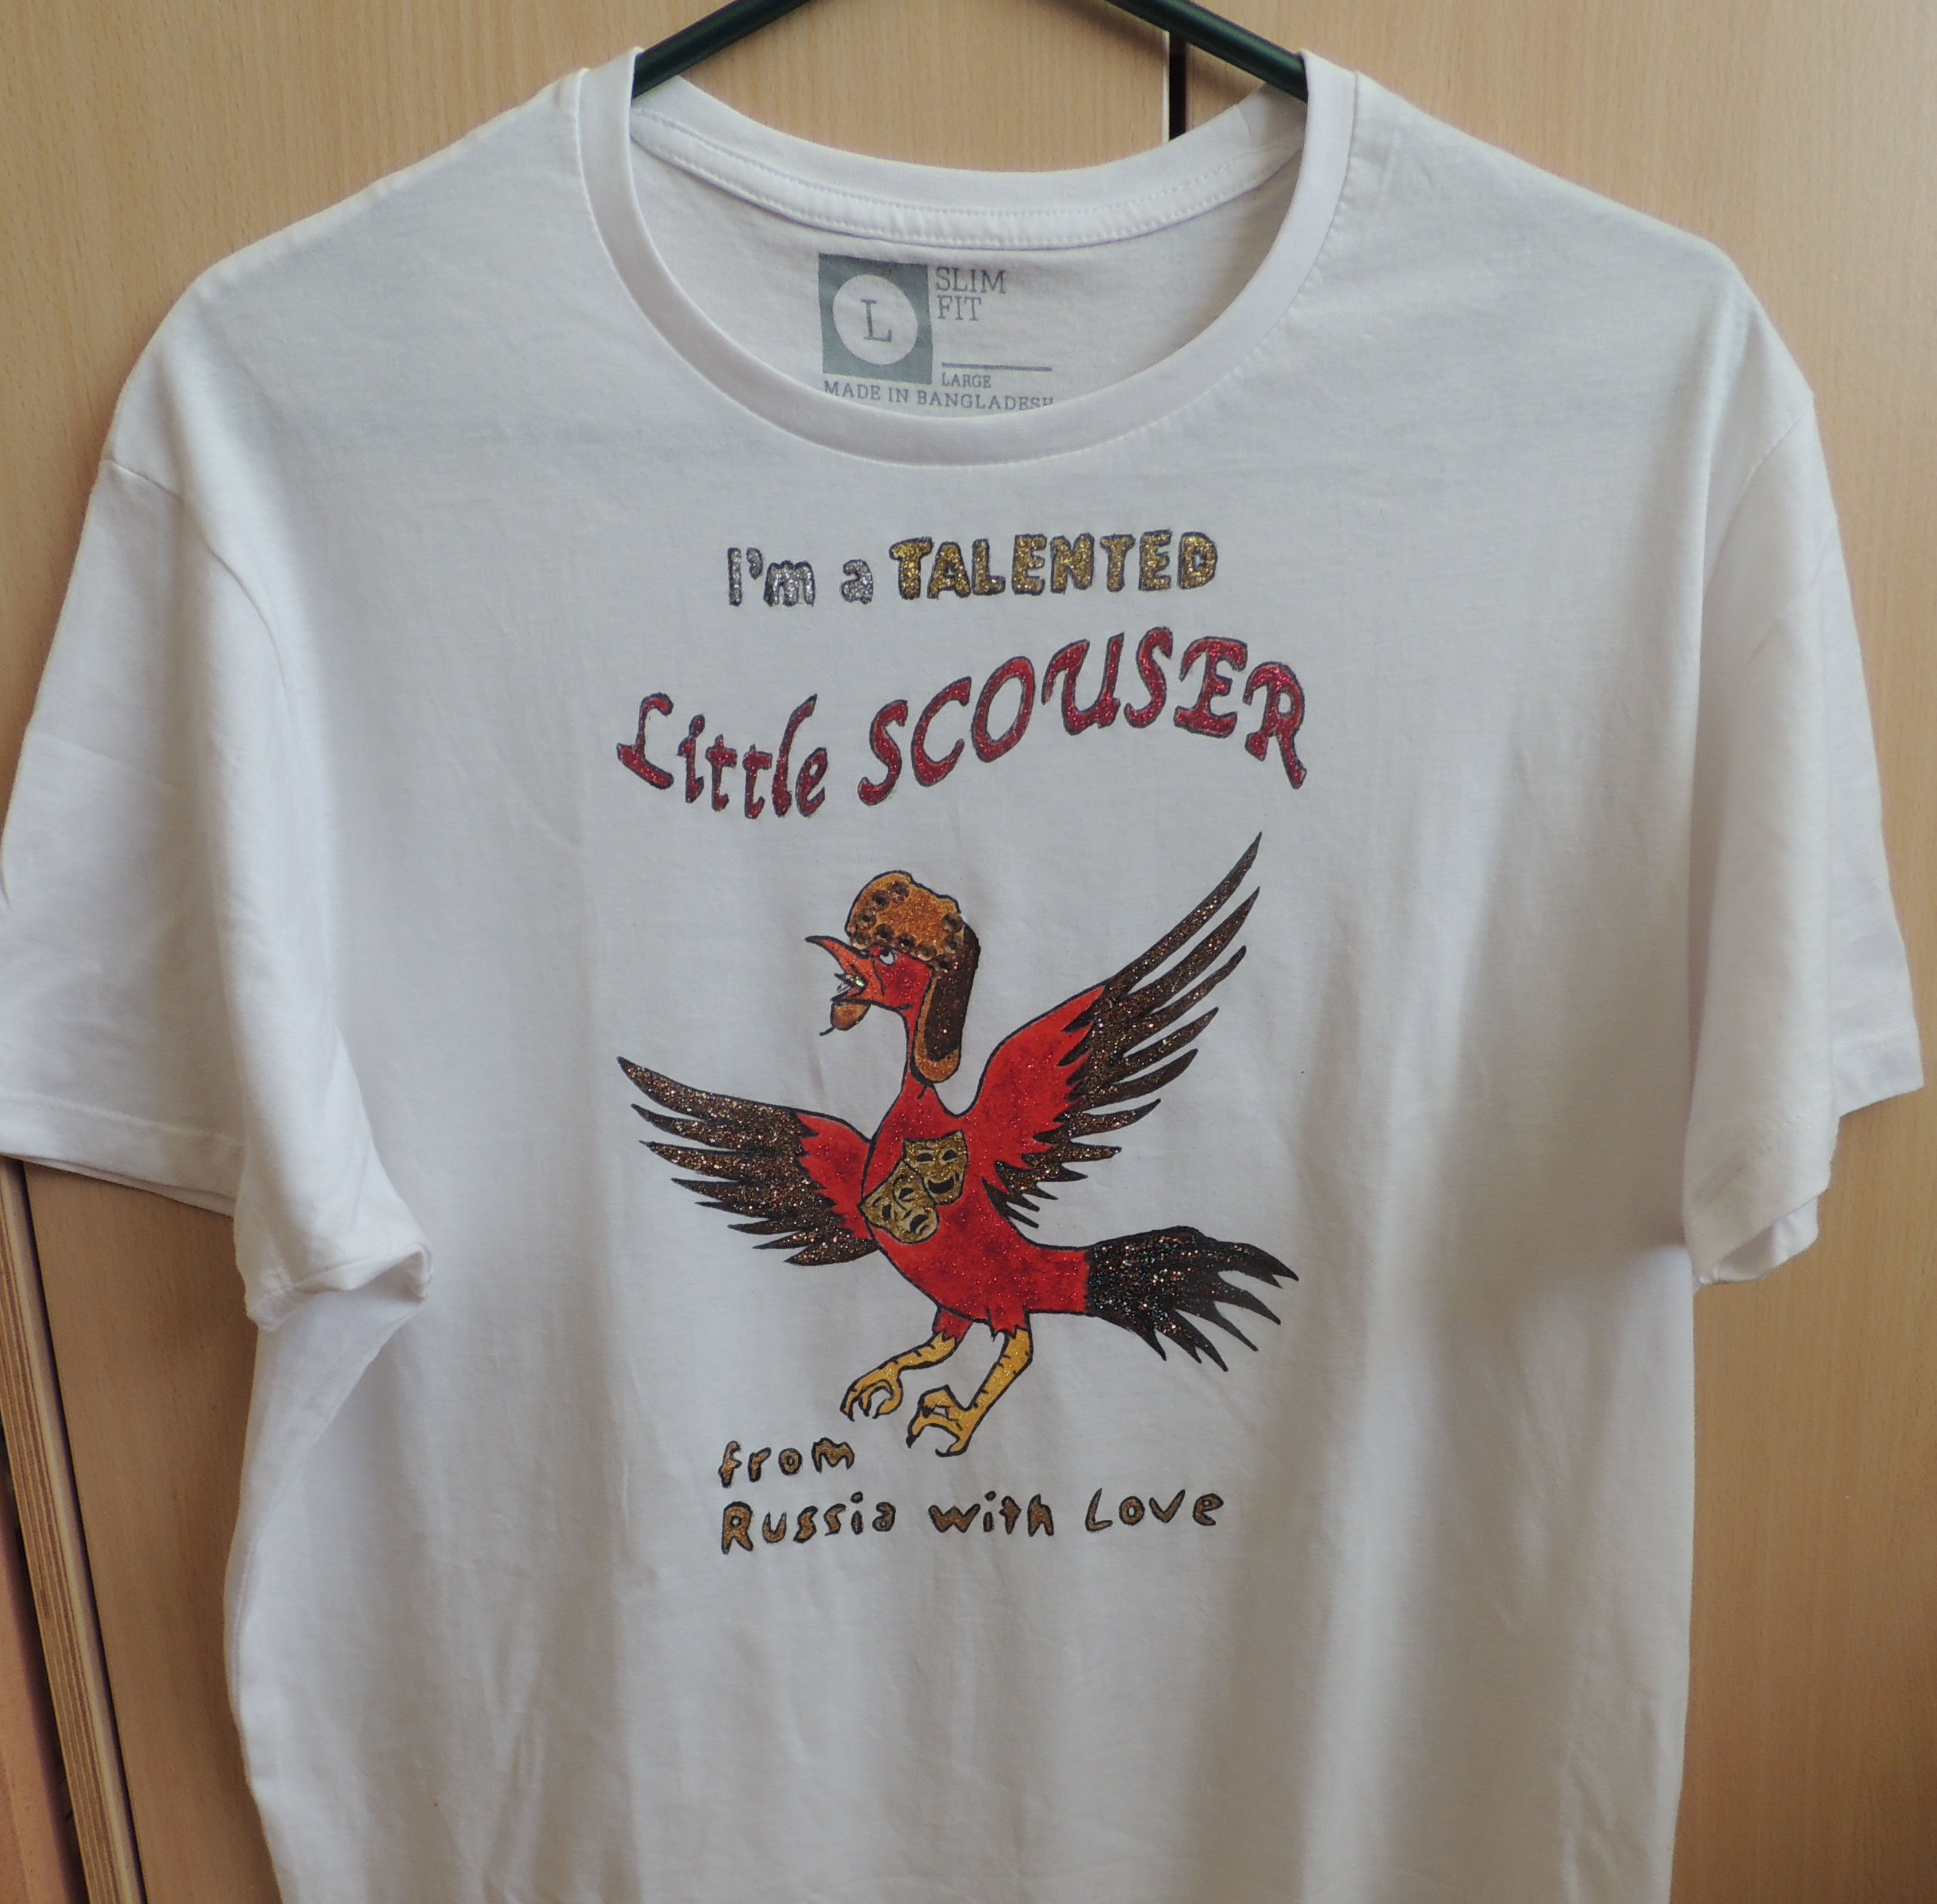 L
SLIM
FIT
LARGE
MADE IN BANGLADESH
I'm a TALENTED
Little SCOUSER
from
Russia with Love